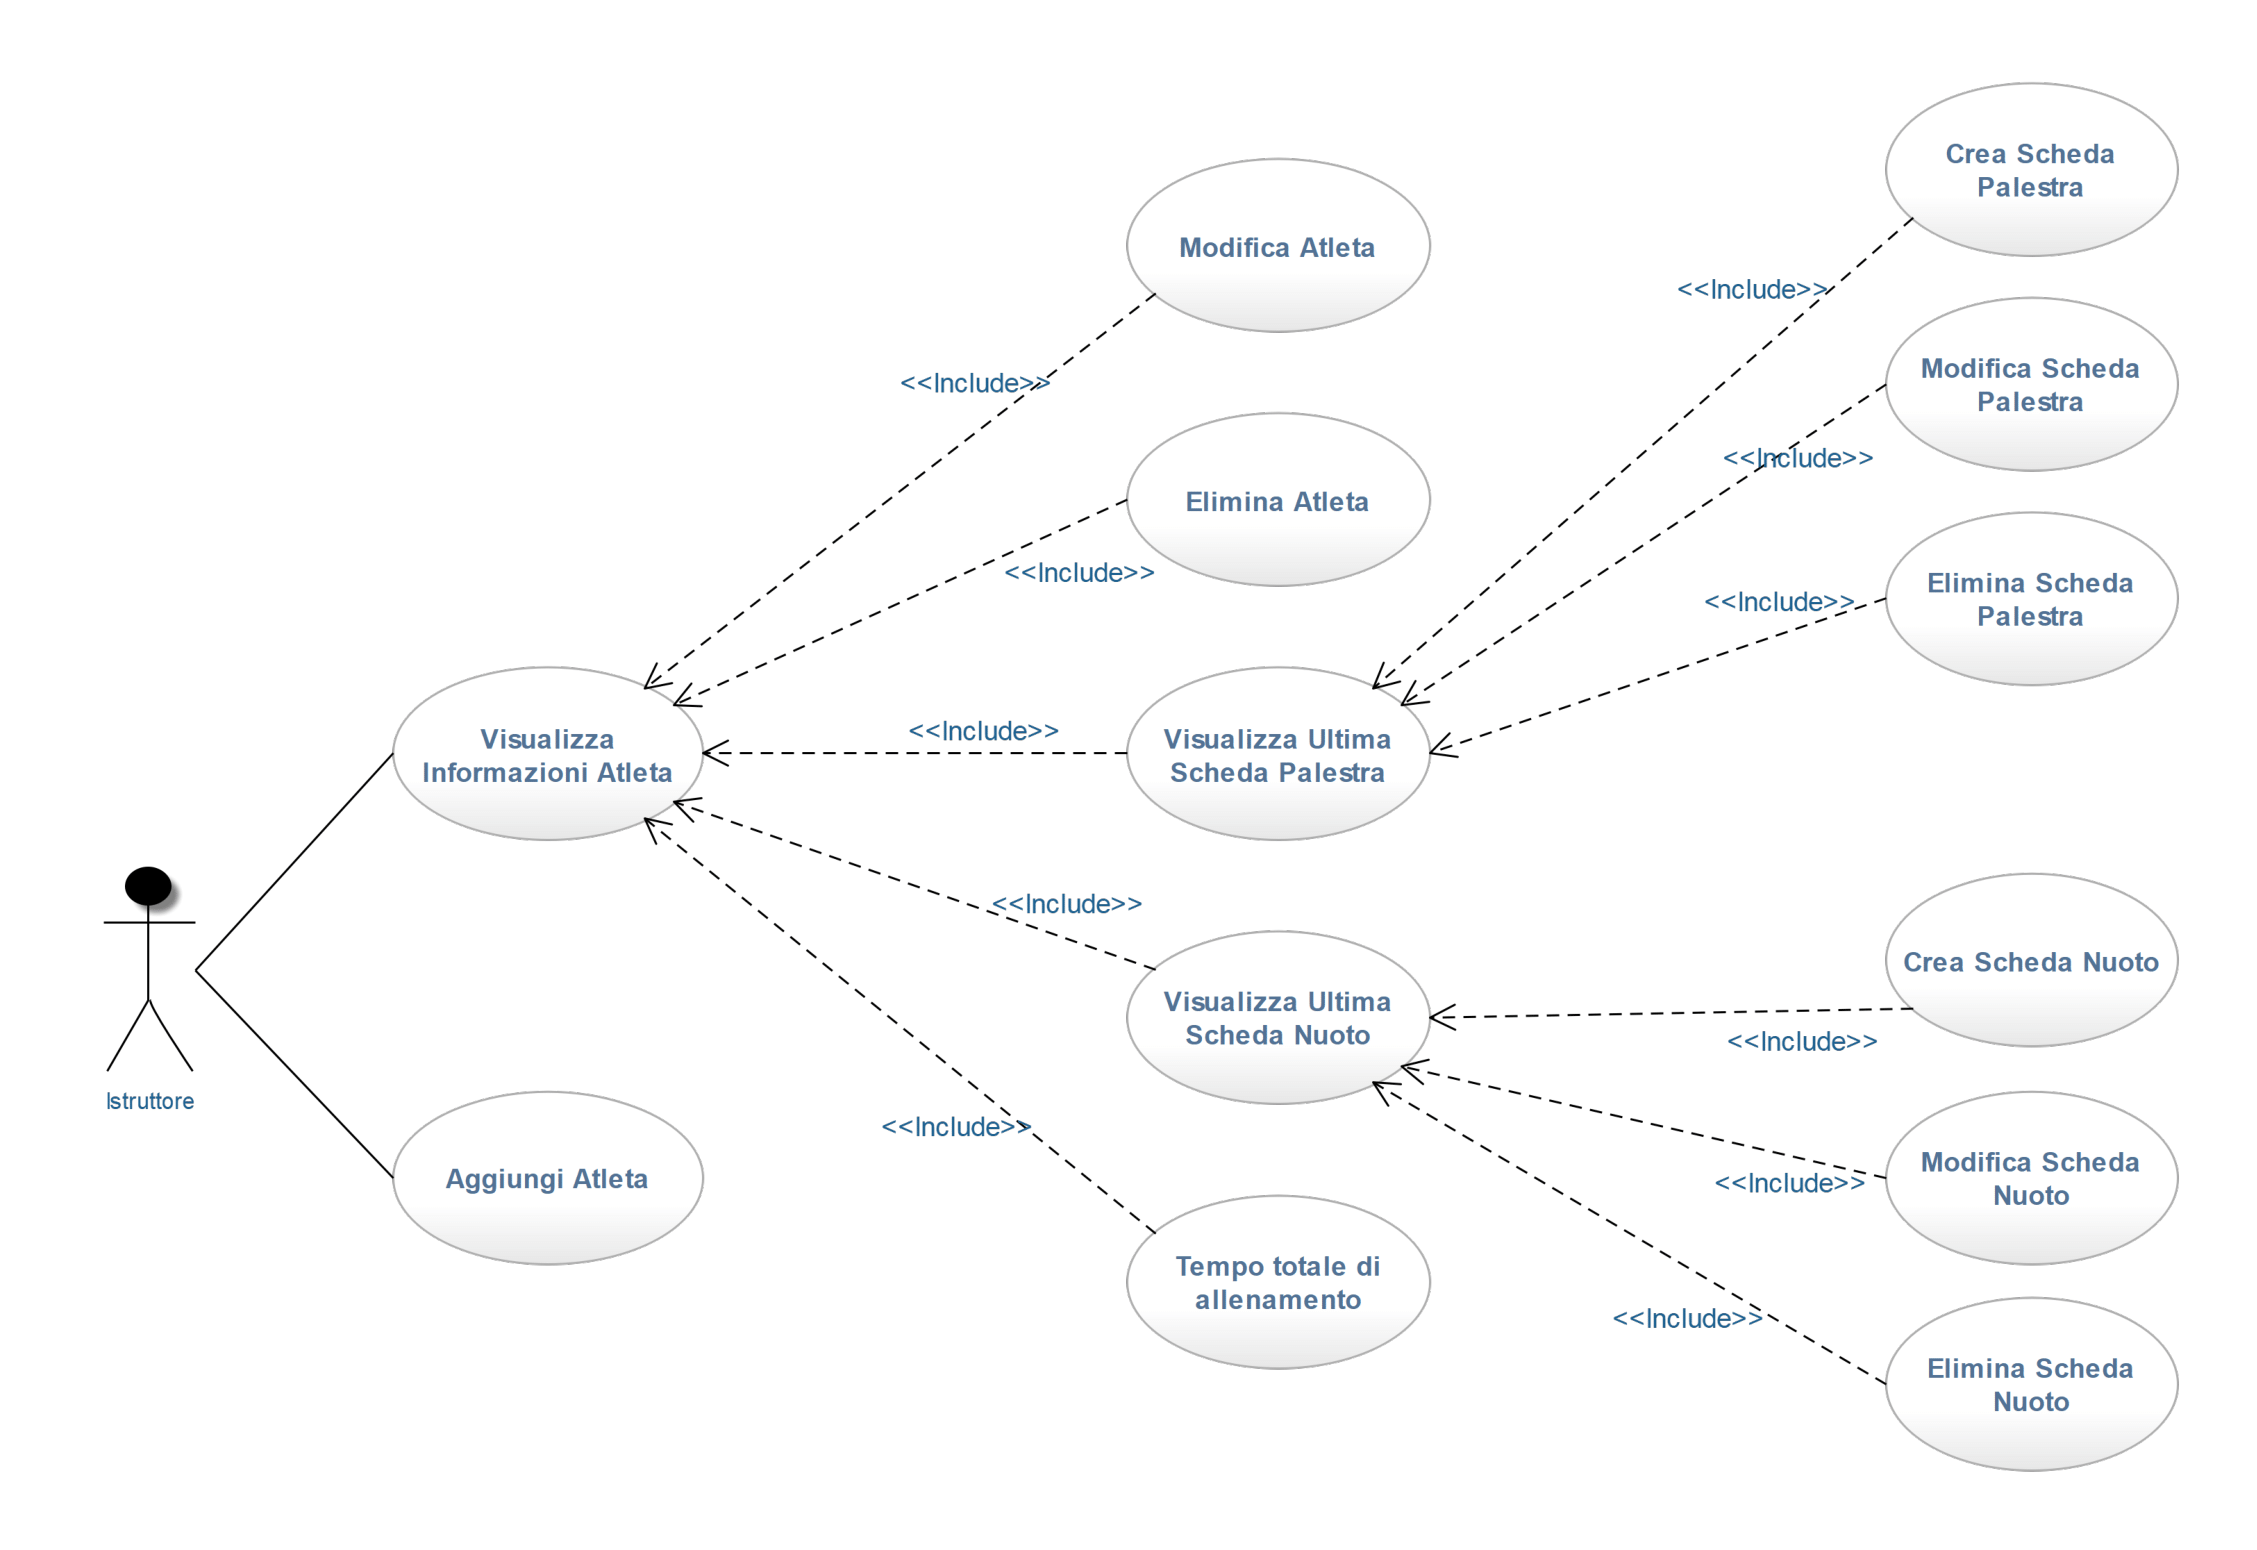 Crea Scheda
Palestra
Modifica Atleta
<<Include>>
Modifica Scheda
Palestra
<<Include>>
<<Include>>
Elimina Atleta
<<Include>>
Elimina Scheda
Palestra
<<Include>>
Visualizza
Informazioni Atleta
<<Include>>
Visualizza Ultima
Scheda Palestra
<<Include>>
Crea Scheda Nuoto
Visualizza Ultima
Scheda Nuoto
<<Include>>
Istruttore
<<Include>>
Aggiungi Atleta
Modifica Scheda
Nuoto
<<Include>>
Tempo totale di
allenamento
<<Include>>
Elimina Scheda
Nuoto